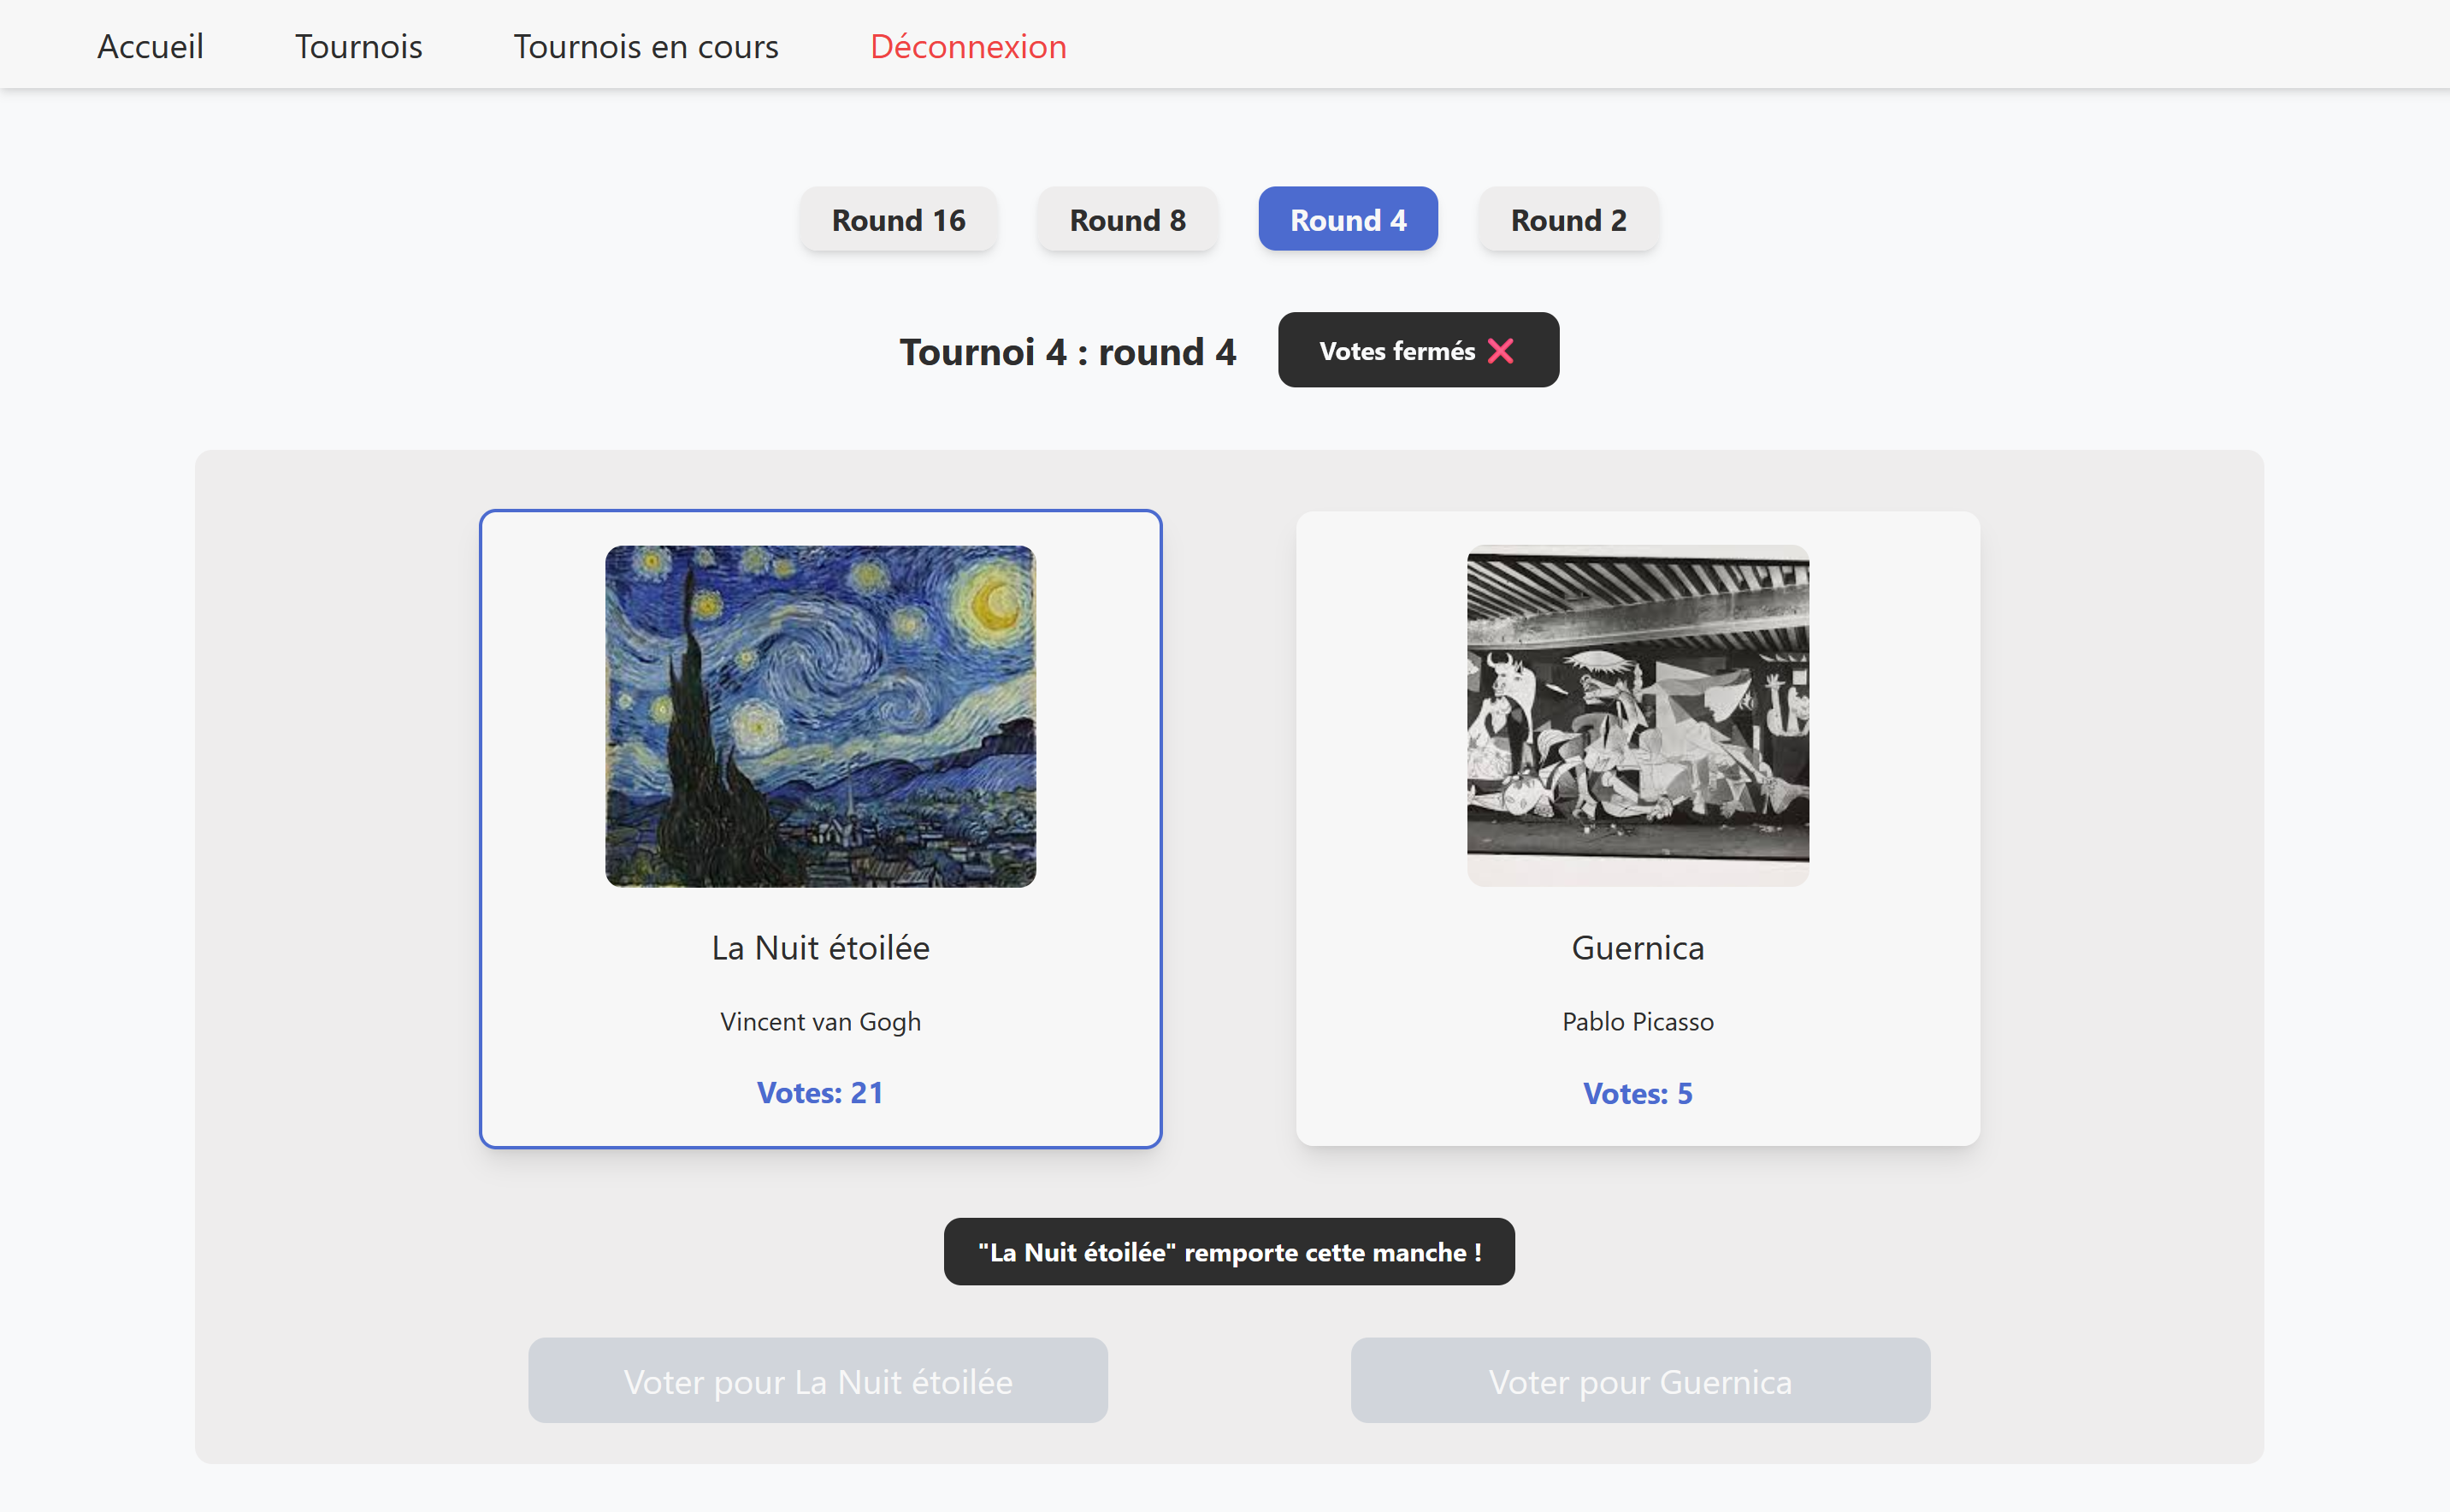 Accueil
Tournois
Tournois en cours
Déconnexion
Round 16
Round 8
Round 4
Round 2
Tournoi 4 : round 4
Votes fermés ❌
La Nuit étoilée
Vincent van Gogh
Votes: 21
Guernica
Pablo Picasso
Votes: 5
"La Nuit étoilée" remporte cette manche !
Voter pour La Nuit étoilée
Voter pour Guernica